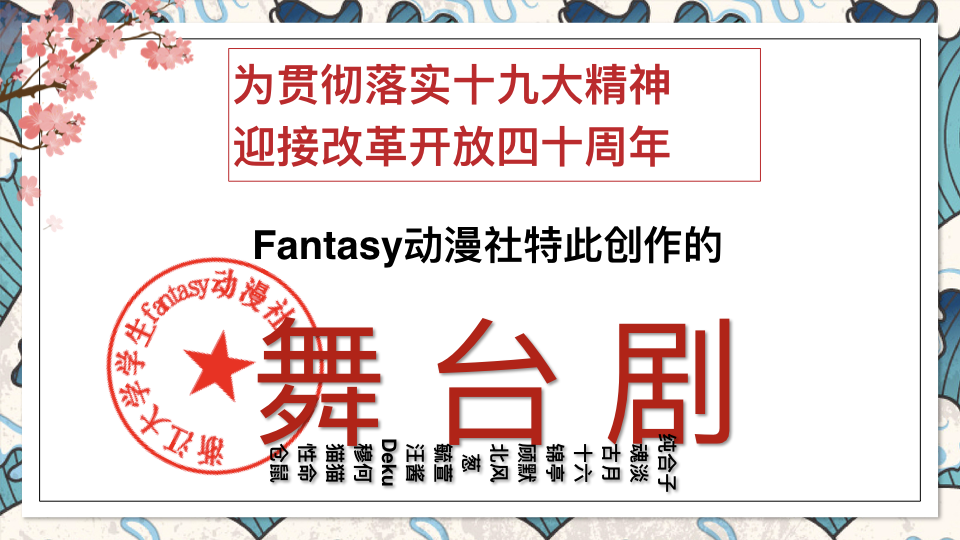 为贯彻落实十九大精神
迎接改革开放四十周年
Fantasy动漫社特此创作的
浙江大学学生fantasy动漫社
舞台剧
仓鼠
性命
猫猫
穆何
Deku
汪酱
毓萱
葱
北风
顾默
锦亭
十六
古月
魂淡
纯合子